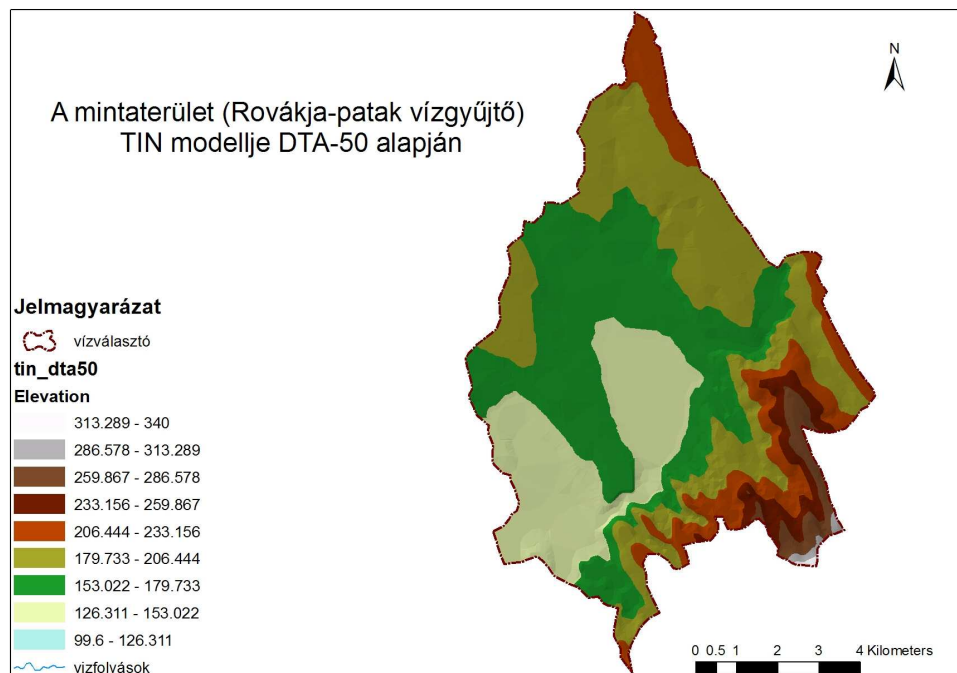 A mintaterület (Rovákja-patak vízgyűjtő)
TIN modellje DTA-50 alapján
N
Jelmagyarázat
vízválasztó
tin_dta50
Elevation
313.289 - 340
286.578 - 313.289
259.867 - 286.578
233.156 - 259.867
206.444 - 233.156
179.733 - 206.444
153.022 - 179.733
126.311 - 153.022
99.6 - 126.311
vizfolyások
0 0.5 1 2 3 4 Kilometers